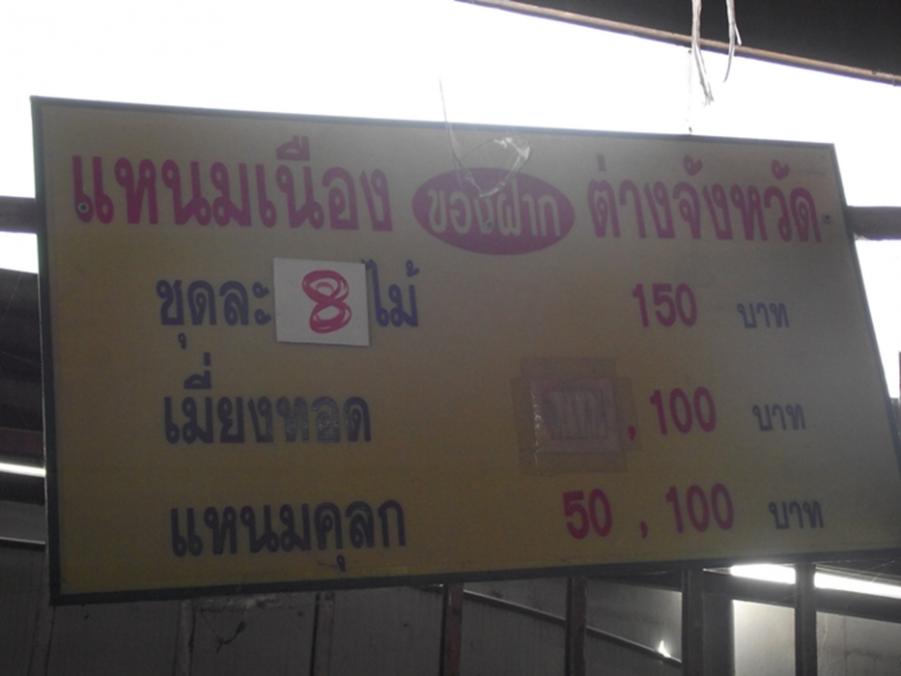 แหนมเนือง ของฝาก ต่างจังหวัด
ชุดละ 8 ไม้ 150 บาท
เมี่ยงทอด , 100 บาท
แหนมคลุก 50 , 100 บาท